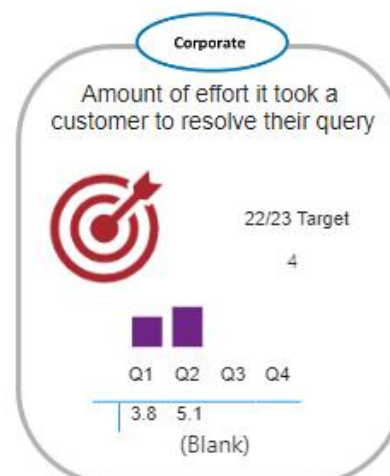 Corporate
Amount of effort it took a
customer to resolve their query
22/23 Target
4
Q1 Q2 Q3 Q4
3.8 5.1
(Blank)